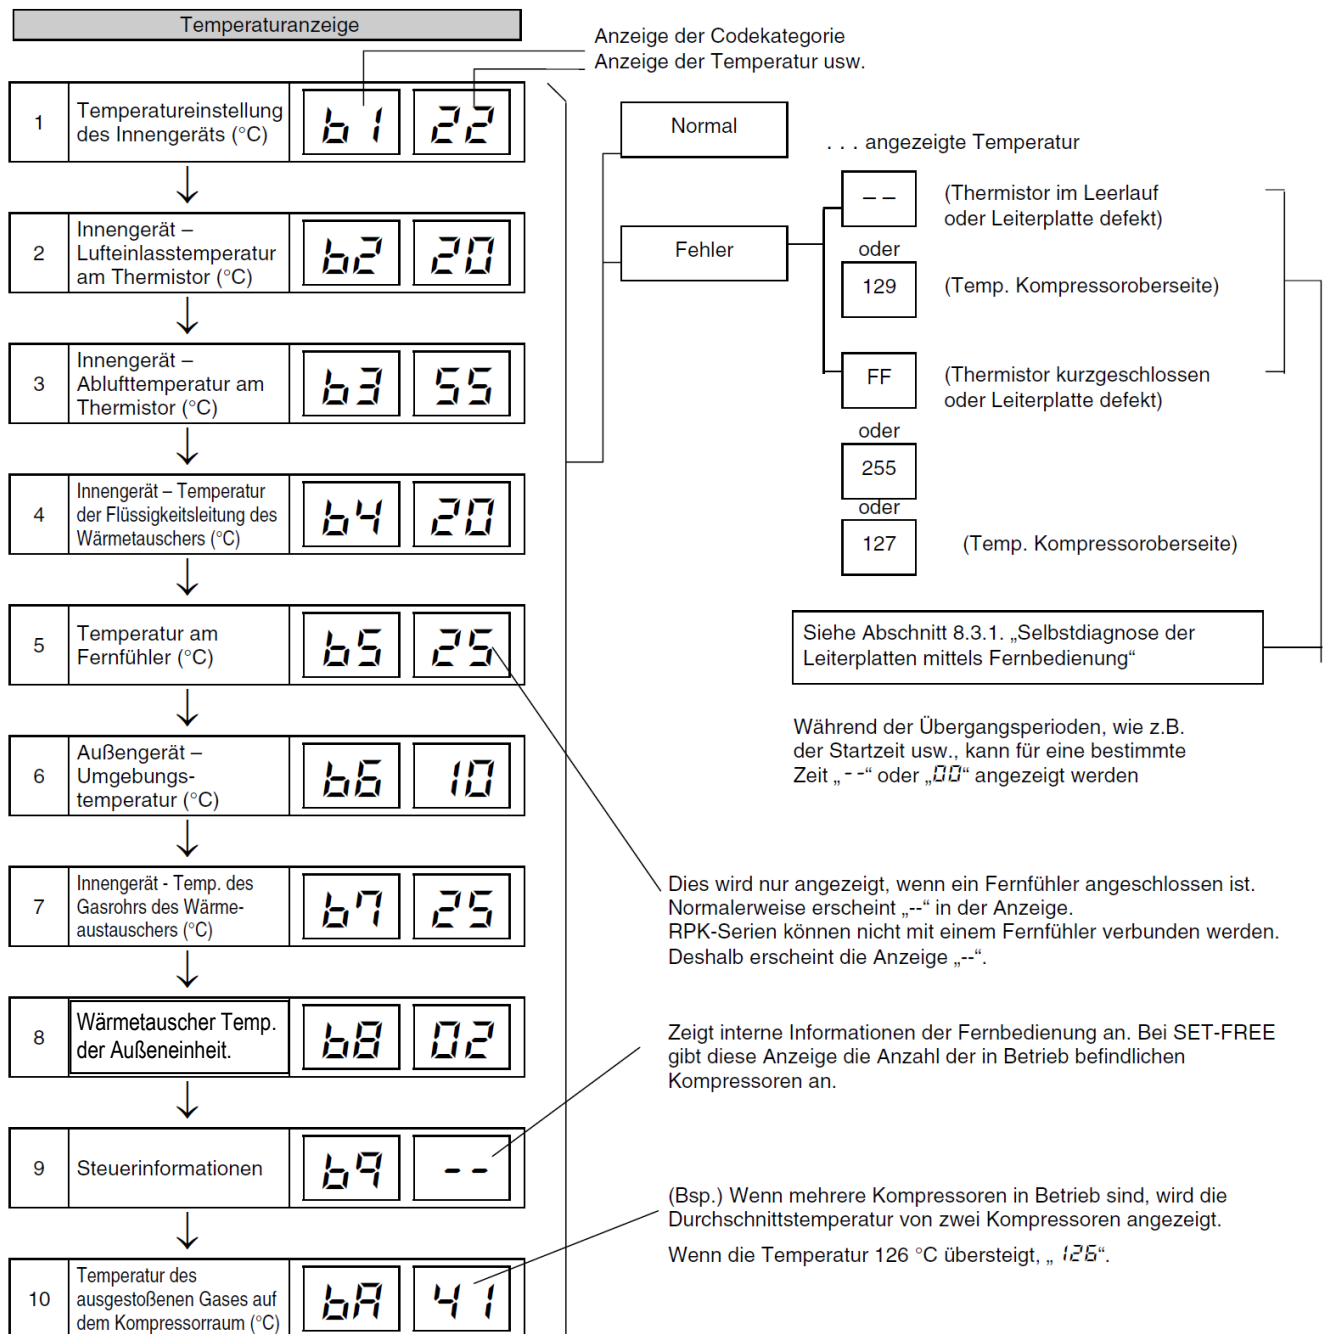 Temperaturanzeige
Anzeige der Codekategorie
Anzeige der Temperatur usw.
1
Temperatureinstellung
des Innengeräts (°C)
b1
22
2
Innengerät –
Lufteinlasstemperatur
am Thermistor (°C)
b2
20
3
Innengerät –
Ablufttemperatur am
Thermistor (°C)
b3
55
4
Innengerät – Temperatur
der Flüssigkeitsleitung des
Wärmetauschers (°C)
b4
20
5
Temperatur am
Fernfühler (°C)
b5
25
6
Außengerät –
Umgebungs-
temperatur (°C)
b6
10
7
Innengerät - Temp. des
Gasrohrs des Wärme-
austauschers (°C)
b7
25
8
Wärmetauscher Temp.
der Außeneinheit.
b8
02
9
Steuerinformationen
b9
--
10
Temperatur des
ausgestoßenen Gases auf
dem Kompressorraum (°C)
bA
41
Normal
. . . angezeigte Temperatur
Fehler
– –
(Thermistor im Leerlauf
oder Leiterplatte defekt)
oder
129
(Temp. Kompressoroberseite)
FF
(Thermistor kurzgeschlossen
oder Leiterplatte defekt)
oder
255
oder
127
(Temp. Kompressoroberseite)
Siehe Abschnitt 8.3.1. „Selbstdiagnose der
Leiterplatten mittels Fernbedienung“
Während der Übergangsperioden, wie z.B.
der Startzeit usw., kann für eine bestimmte
Zeit „--“ oder „00“ angezeigt werden
Dies wird nur angezeigt, wenn ein Fernfühler angeschlossen ist.
Normalerweise erscheint „--“ in der Anzeige.
RPK-Serien können nicht mit einem Fernfühler verbunden werden.
Deshalb erscheint die Anzeige „--“.
Zeigt interne Informationen der Fernbedienung an. Bei SET-FREE
gibt diese Anzeige die Anzahl der in Betrieb befindlichen
Kompressoren an.
(Bsp.) Wenn mehrere Kompressoren in Betrieb sind, wird die
Durchschnittstemperatur von zwei Kompressoren angezeigt.
Wenn die Temperatur 126 °C übersteigt, „ 126“.